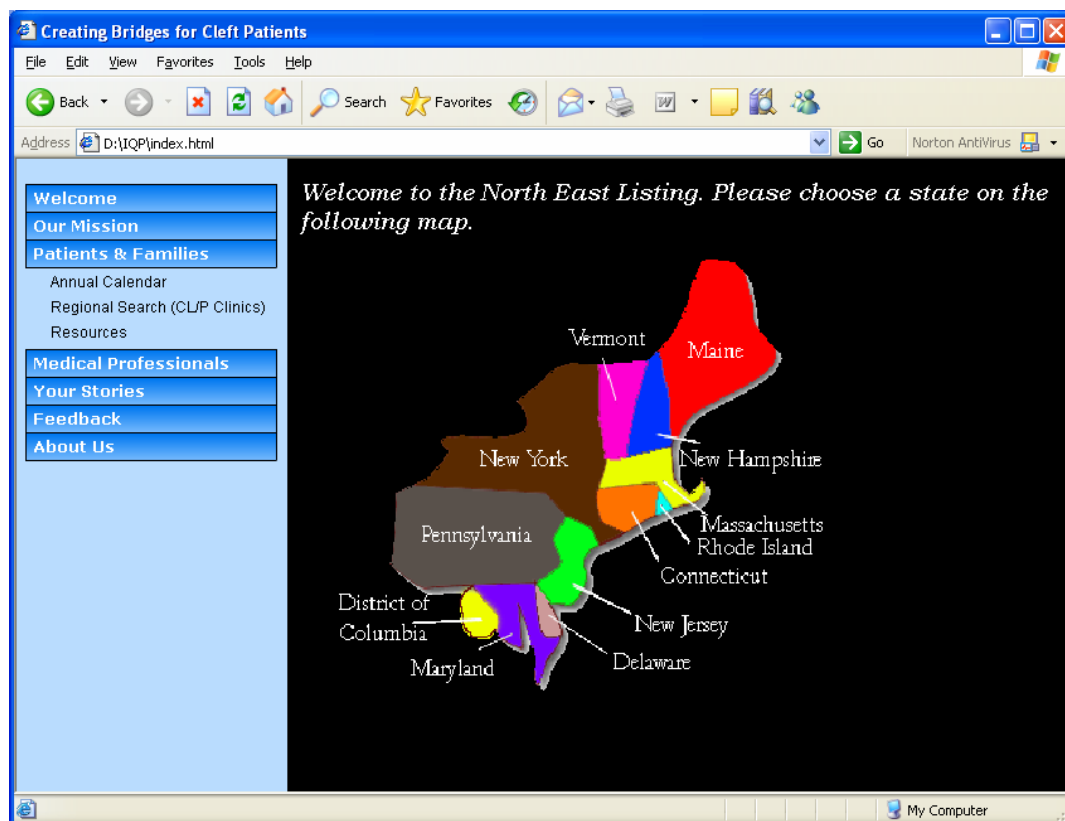 Creating Bridges for Cleft Patients
File Edit View Favorites Tools Help
Back Search Favorites W
Address D:\IQP\index.html Go Norton AntiVirus
Welcome
Our Mission
Patients & Families
Annual Calendar
Regional Search (CL/P Clinics)
Resources
Medical Professionals
Your Stories
Feedback
About Us
Welcome to the North East Listing. Please choose a state on the
following map.
Vermont
Maine
New York
New Hampshire
Massachusetts
Pennsylvania
Rhode Island
Connecticut
District of
Columbia
New Jersey
Maryland
Delaware
My Computer